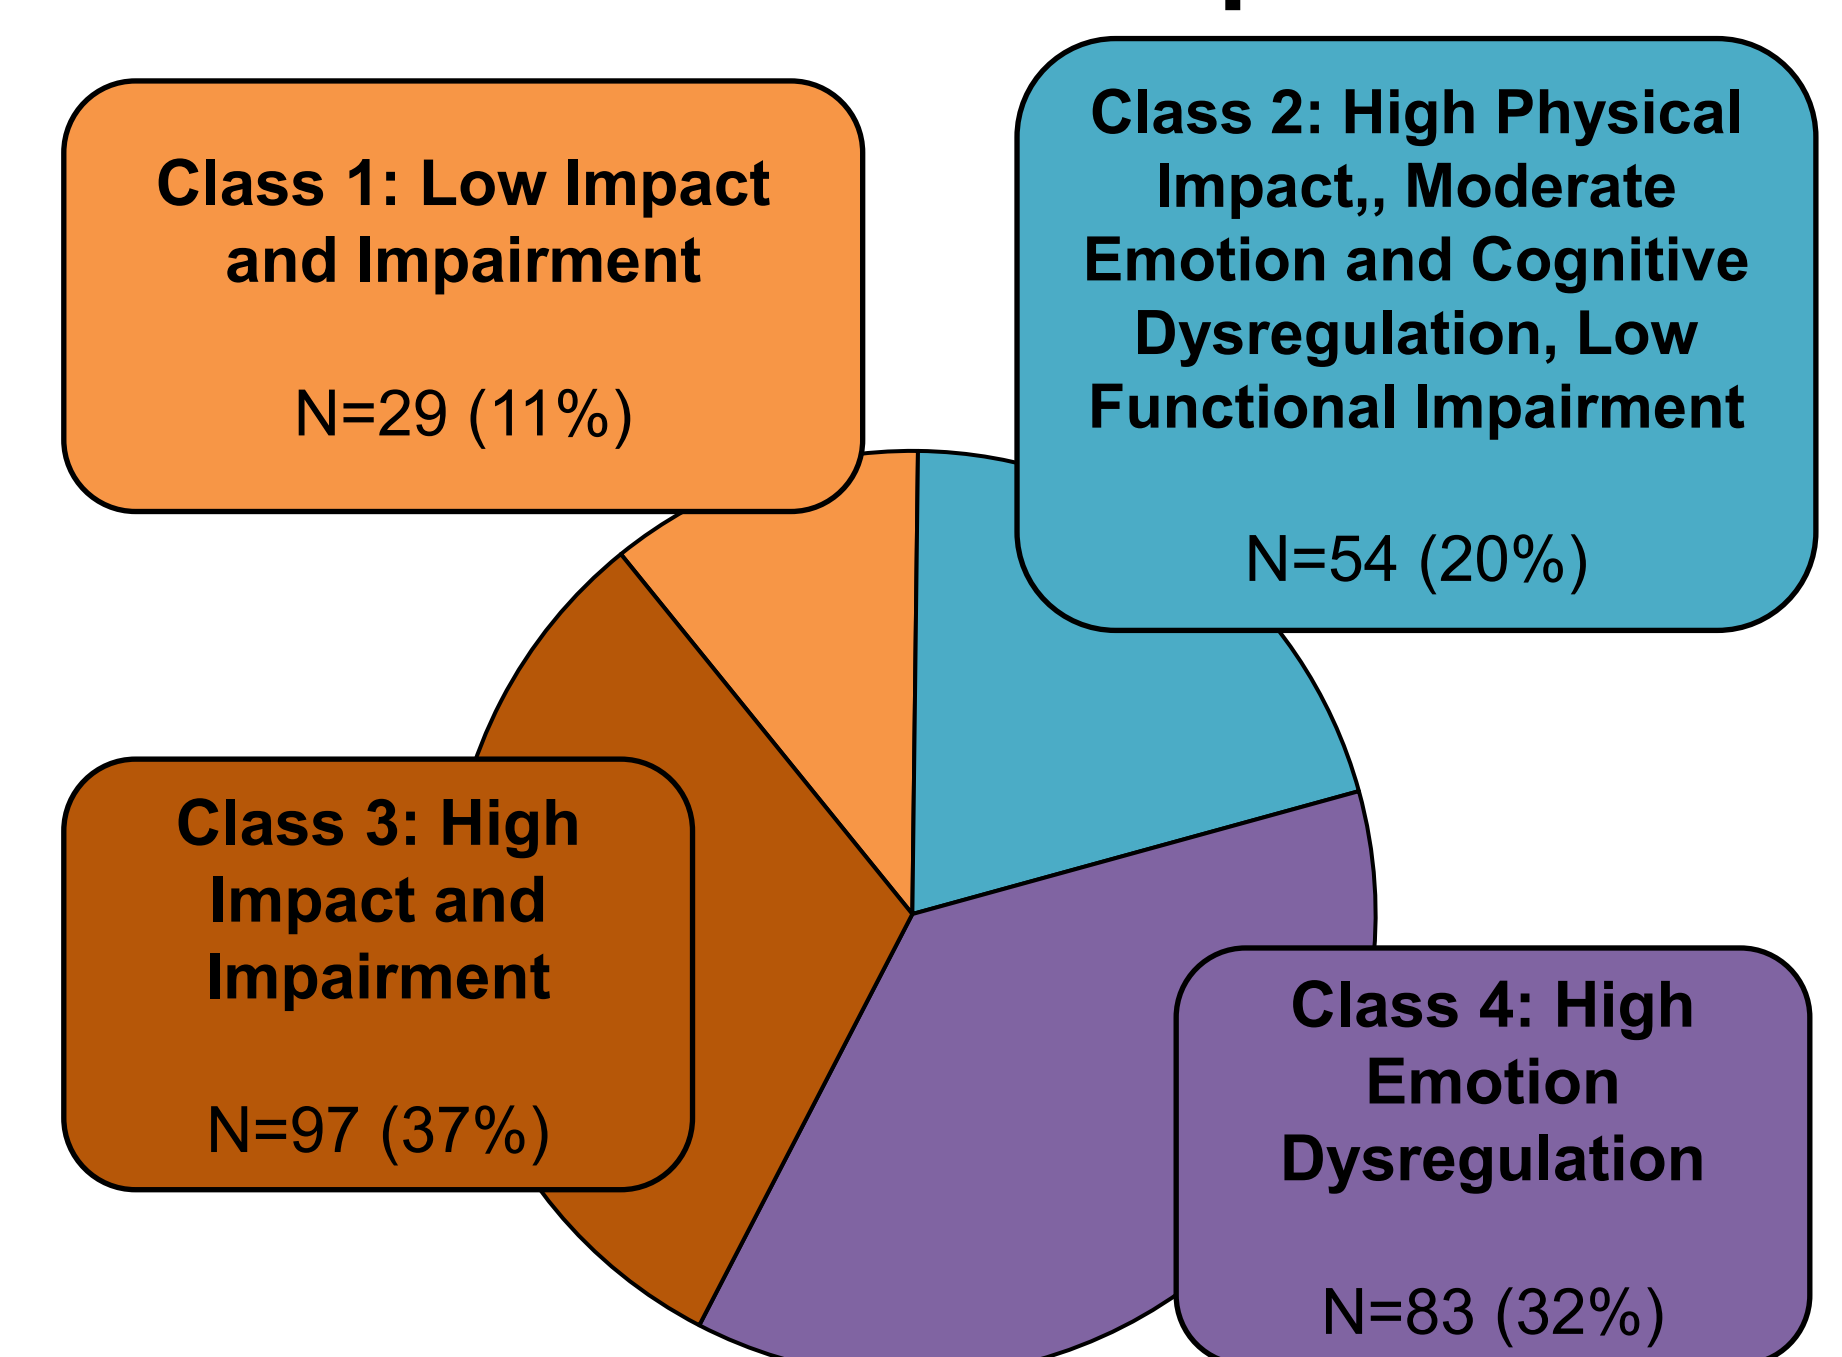 Class 1: Low Impact
and Impairment
N=29 (11%)
Class 2: High Physical
Impact,, Moderate
Emotion and Cognitive
Dysregulation, Low
Functional Impairment
N=54 (20%)
Class 3: High
Impact and
Impairment
N=97 (37%)
Class 4: High
Emotion
Dysregulation
N=83 (32%)